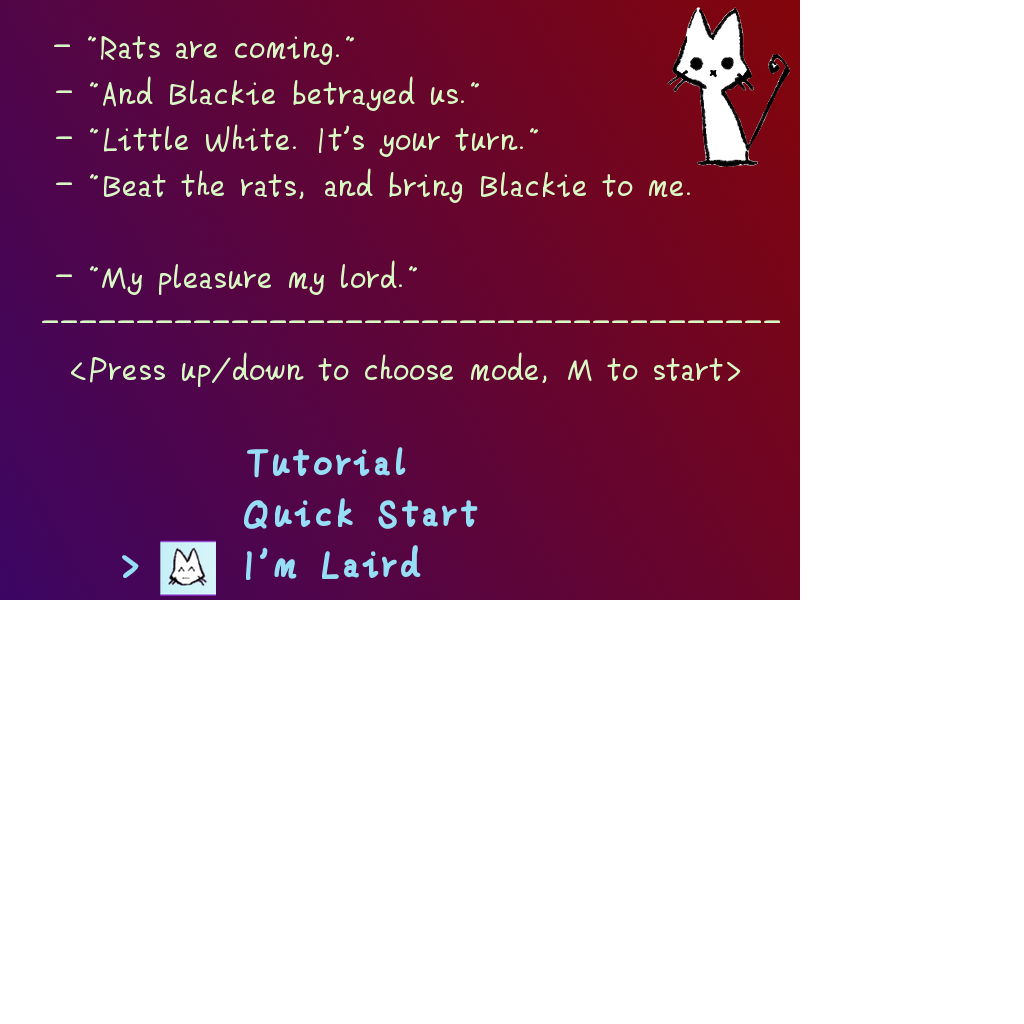 - "Rats are coming."
- "And Blackie betrayed us."
- "Little White. It's your turn."
- "Beat the rats, and bring Blackie to me.
- "My pleasure my lord."
---------------------------------------
<Press up/down to choose mode, M to start>
Tutorial
Quick Start
> I'm Laird